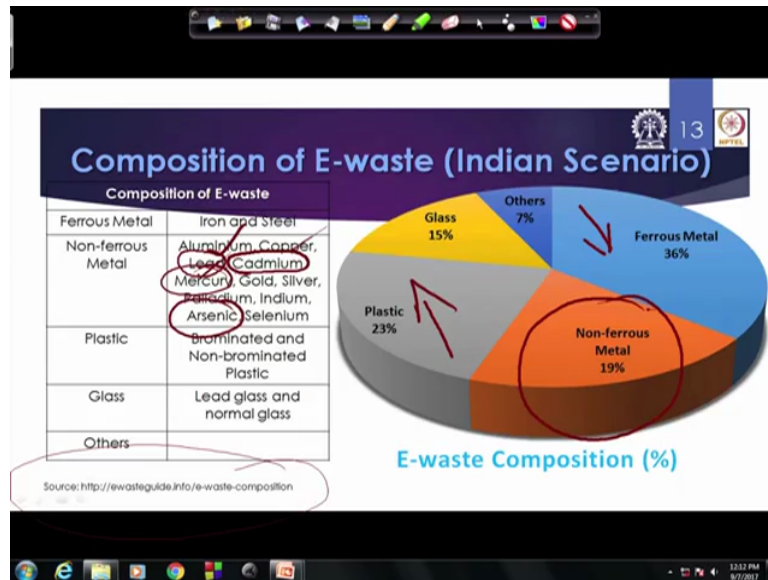 13
NPTEL
Composition of E-waste (Indian Scenario)
Composition of E-waste
Ferrous Metal
Iron and Steel
Non-ferrous
Metal
Aluminium, Copper,
Lead, Cadmium,
Mercury, Gold, Silver,
Palladium, Indium,
Arsenic, Selenium
Plastic
Brominated and
Non-brominated
Plastic
Glass
Lead glass and
normal glass
Others
Source: http://ewasteguide.info/e-waste-composition
Others
7%
Glass
15%
Ferrous Metal
36%
Plastic
23%
Non-ferrous
Metal
19%
E-waste Composition (%)
12:12 PM
9/7/2017